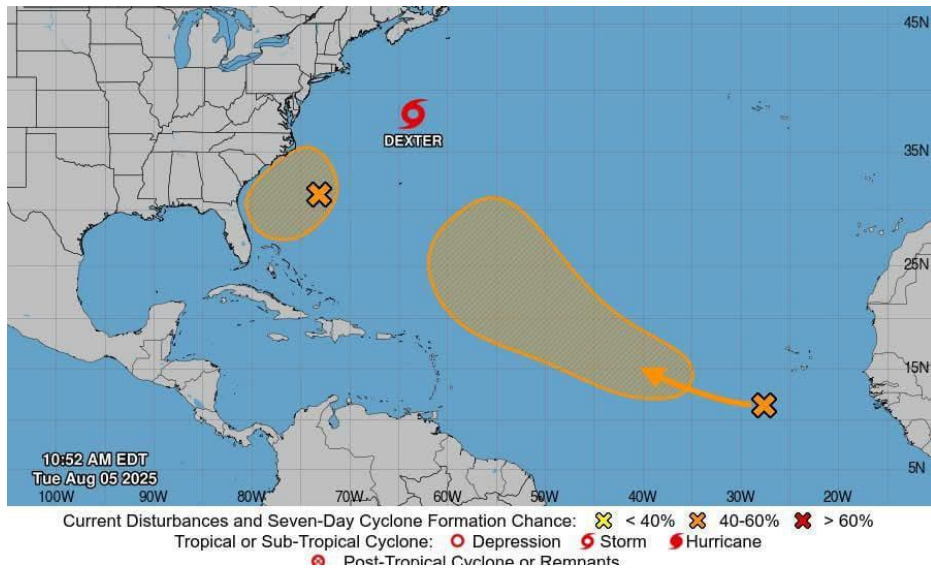 45N
DEXTER
35N
25N
15N
10:52 AM EDT
Tue Aug 05 2025
5N
100W 90W 80W 70W 60W 50W 40W 30W 20W
Current Disturbances and Seven-Day Cyclone Formation Chance: < 40% 40-60% > 60%
Tropical or Sub-Tropical Cyclone: Depression Storm Hurricane
Post-Tropical Cyclone or Remnants